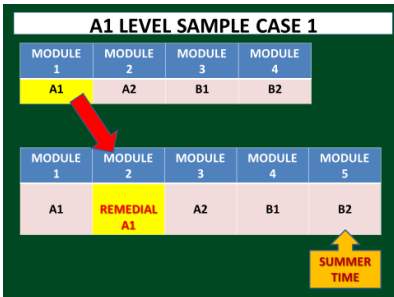 A1 LEVEL SAMPLE CASE 1
MODULE 1 MODULE 2 MODULE 3 MODULE 4
A1 A2 B1 B2
MODULE 1 MODULE 2 MODULE 3 MODULE 4 MODULE 5
A1 REMEDIAL A1 A2 B1 B2
SUMMER
TIME